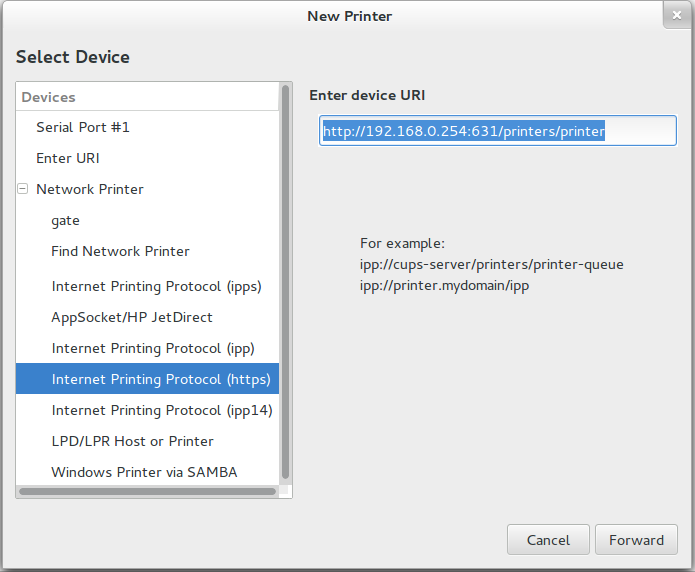 New Printer
Select Device
Devices
Serial Port #1
Enter URI
Network Printer
gate
Find Network Printer
Internet Printing Protocol (ipps)
AppSocket/HP JetDirect
Internet Printing Protocol (ipp)
Internet Printing Protocol (https)
Internet Printing Protocol (ipp14)
LPD/LPR Host or Printer
Windows Printer via SAMBA
Enter device URI
http://192.168.0.254:631/printers/printer
For example:
ipp://cups-server/printers/printer-queue
ipp://printer.mydomain/ipp
Cancel
Forward